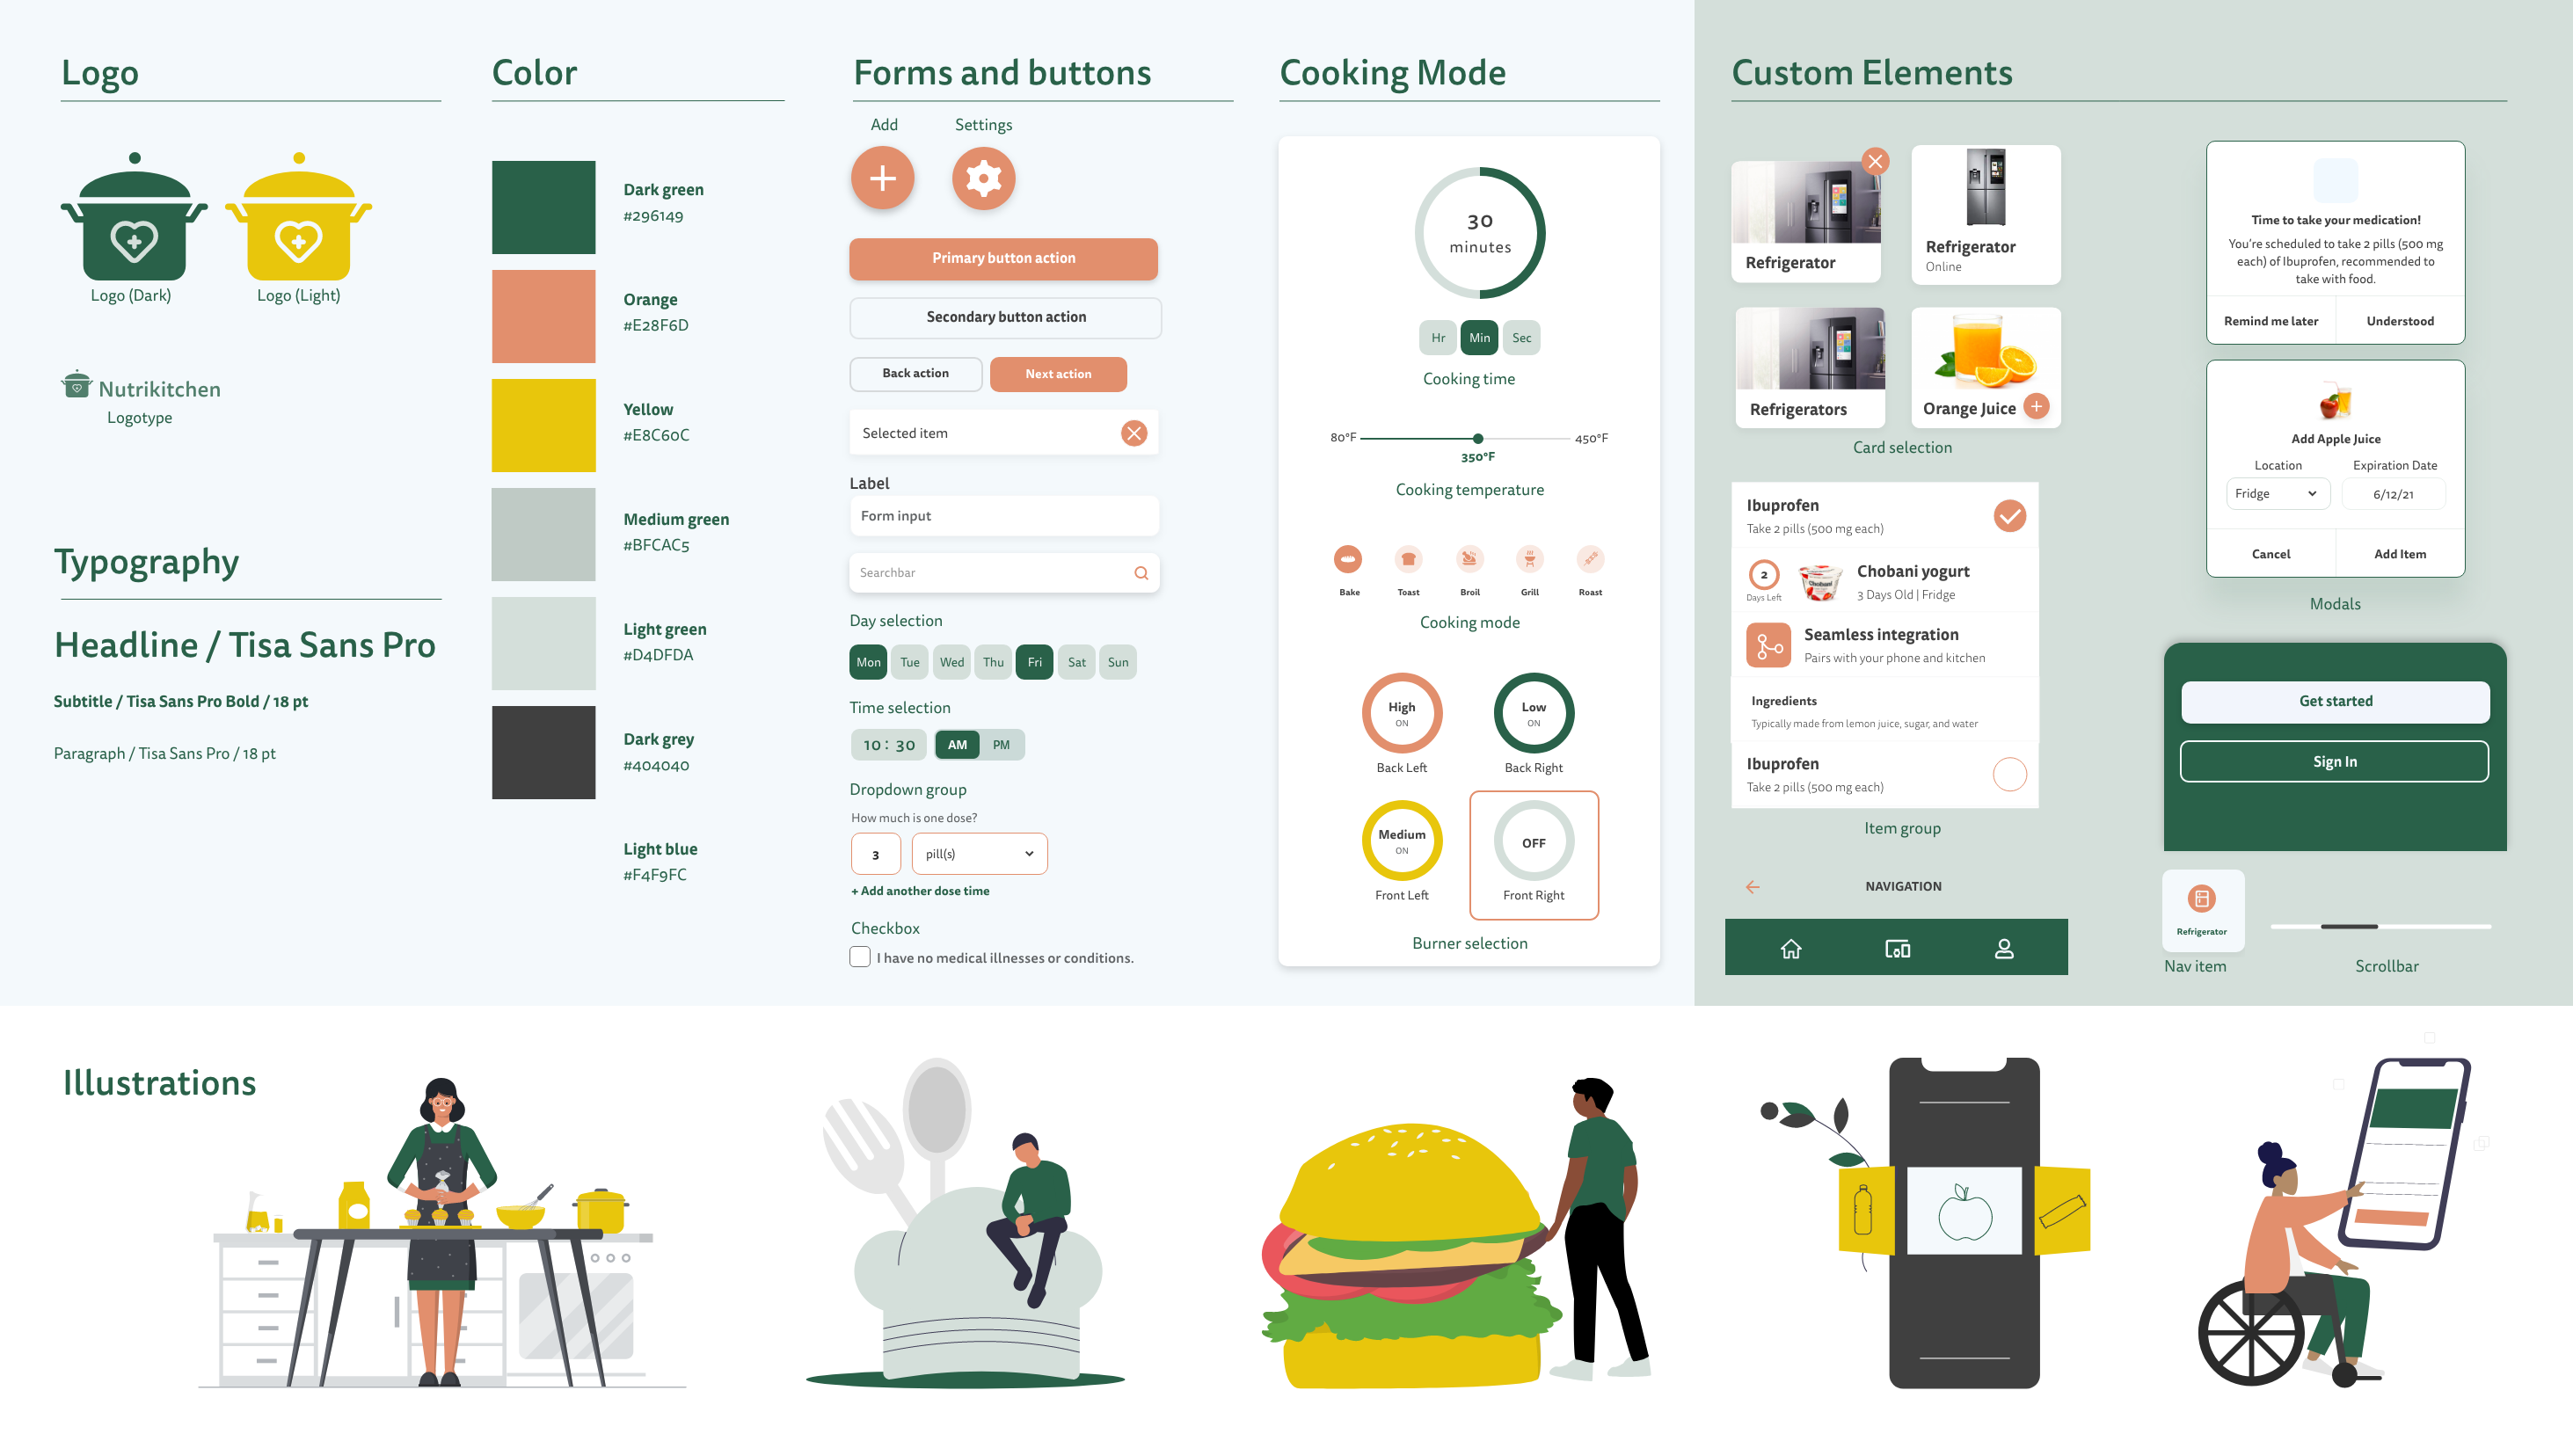 Logo
Logo (Dark)
Logo (Light)
Nutrikitchen
Logotype
Typography
Headline / Tisa Sans Pro
Subtitle / Tisa Sans Pro Bold / 18 pt
Paragraph / Tisa Sans Pro / 18 pt
Color
Dark green
#296149
Orange
#E28F6D
Yellow
#E8C60C
Medium green
#BFCAC5
Light green
#D4DFDA
Dark grey
#404040
Light blue
#F4F9FC
Forms and buttons
Add
Settings
Primary button action
Secondary button action
Back action
Next action
Selected item
Label
Form input
Searchbar
Day selection
Mon
Tue
Wed
Thu
Fri
Sat
Sun
Time selection
10 : 30
AM
PM
Dropdown group
How much is one dose?
3
pill(s)
+ Add another dose time
Checkbox
I have no medical illnesses or conditions.
Cooking Mode
30
minutes
Hr
Min
Sec
Cooking time
80°F
450°F
350°F
Cooking temperature
Bake
Toast
Broil
Grill
Roast
Cooking mode
High
ON
Back Left
Low
ON
Back Right
Medium
ON
Front Left
OFF
Front Right
Burner selection
Custom Elements
Refrigerator
Refrigerator
Online
Refrigerators
Orange Juice
Card selection
Ibuprofen
Take 2 pills (500 mg each)
2
Days Left
Chobani
Chobani yogurt
3 Days Old | Fridge
Seamless integration
Pairs with your phone and kitchen
Ingredients
Typically made from lemon juice, sugar, and water
Ibuprofen
Take 2 pills (500 mg each)
Item group
NAVIGATION
Time to take your medication!
You're scheduled to take 2 pills (500 mg
each) of Ibuprofen, recommended to
take with food.
Remind me later
Understood
Add Apple Juice
Location
Expiration Date
Fridge
6/12/21
Cancel
Add Item
Modals
Get started
Sign In
Refrigerator
Nav item
Scrollbar
Illustrations